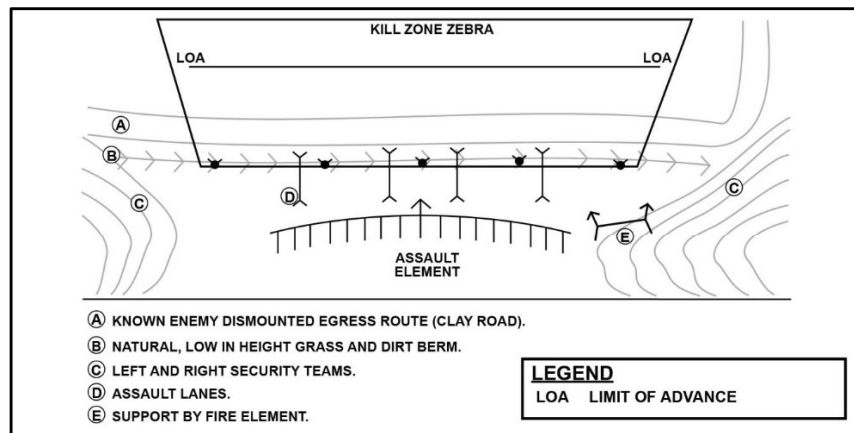 KILL ZONE ZEBRA
LOA LOA
A
B
C
C
D
E
ASSAULT
ELEMENT
A KNOWN ENEMY DISMOUNTED EGRESS ROUTE (CLAY ROAD).
B NATURAL, LOW IN HEIGHT GRASS AND DIRT BERM.
C LEFT AND RIGHT SECURITY TEAMS.
D ASSAULT LANES.
E SUPPORT BY FIRE ELEMENT.
LEGEND
LOA LIMIT OF ADVANCE